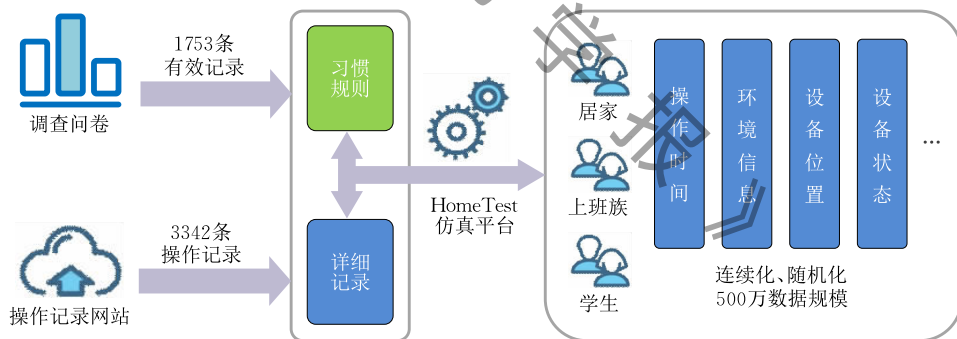 调查问卷
1753条
有效记录
习惯
规则
操作记录网站
3342条
操作记录
详细
记录
HomeTest
仿真平台
居家
上班族
学生
操作时间
环境信息
设备位置
设备状态
...
连续化、随机化
500万数据规模
学报》